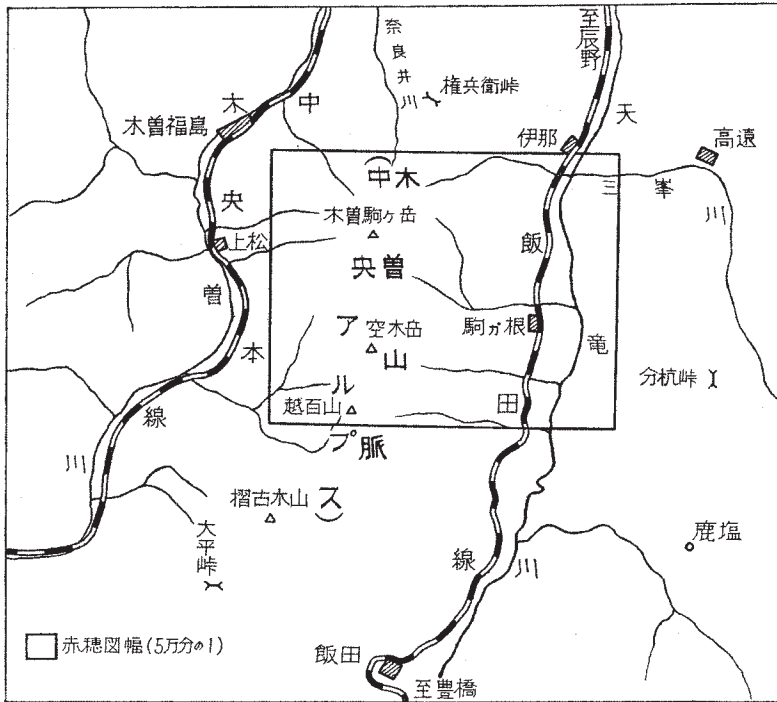 至辰野
奈良井川
権兵衛峠
中央本線
木曽川
木曽福島
伊那
天竜川
高遠
三峯川
木曽山脈
(中央アルプス)
木曽駒ヶ岳
上松
飯田線
空木岳
駒ヶ根
分杭峠
越百山
摺古木山
大平峠
鹿塩
赤穂図幅(5万分の1)
飯田
至豊橋